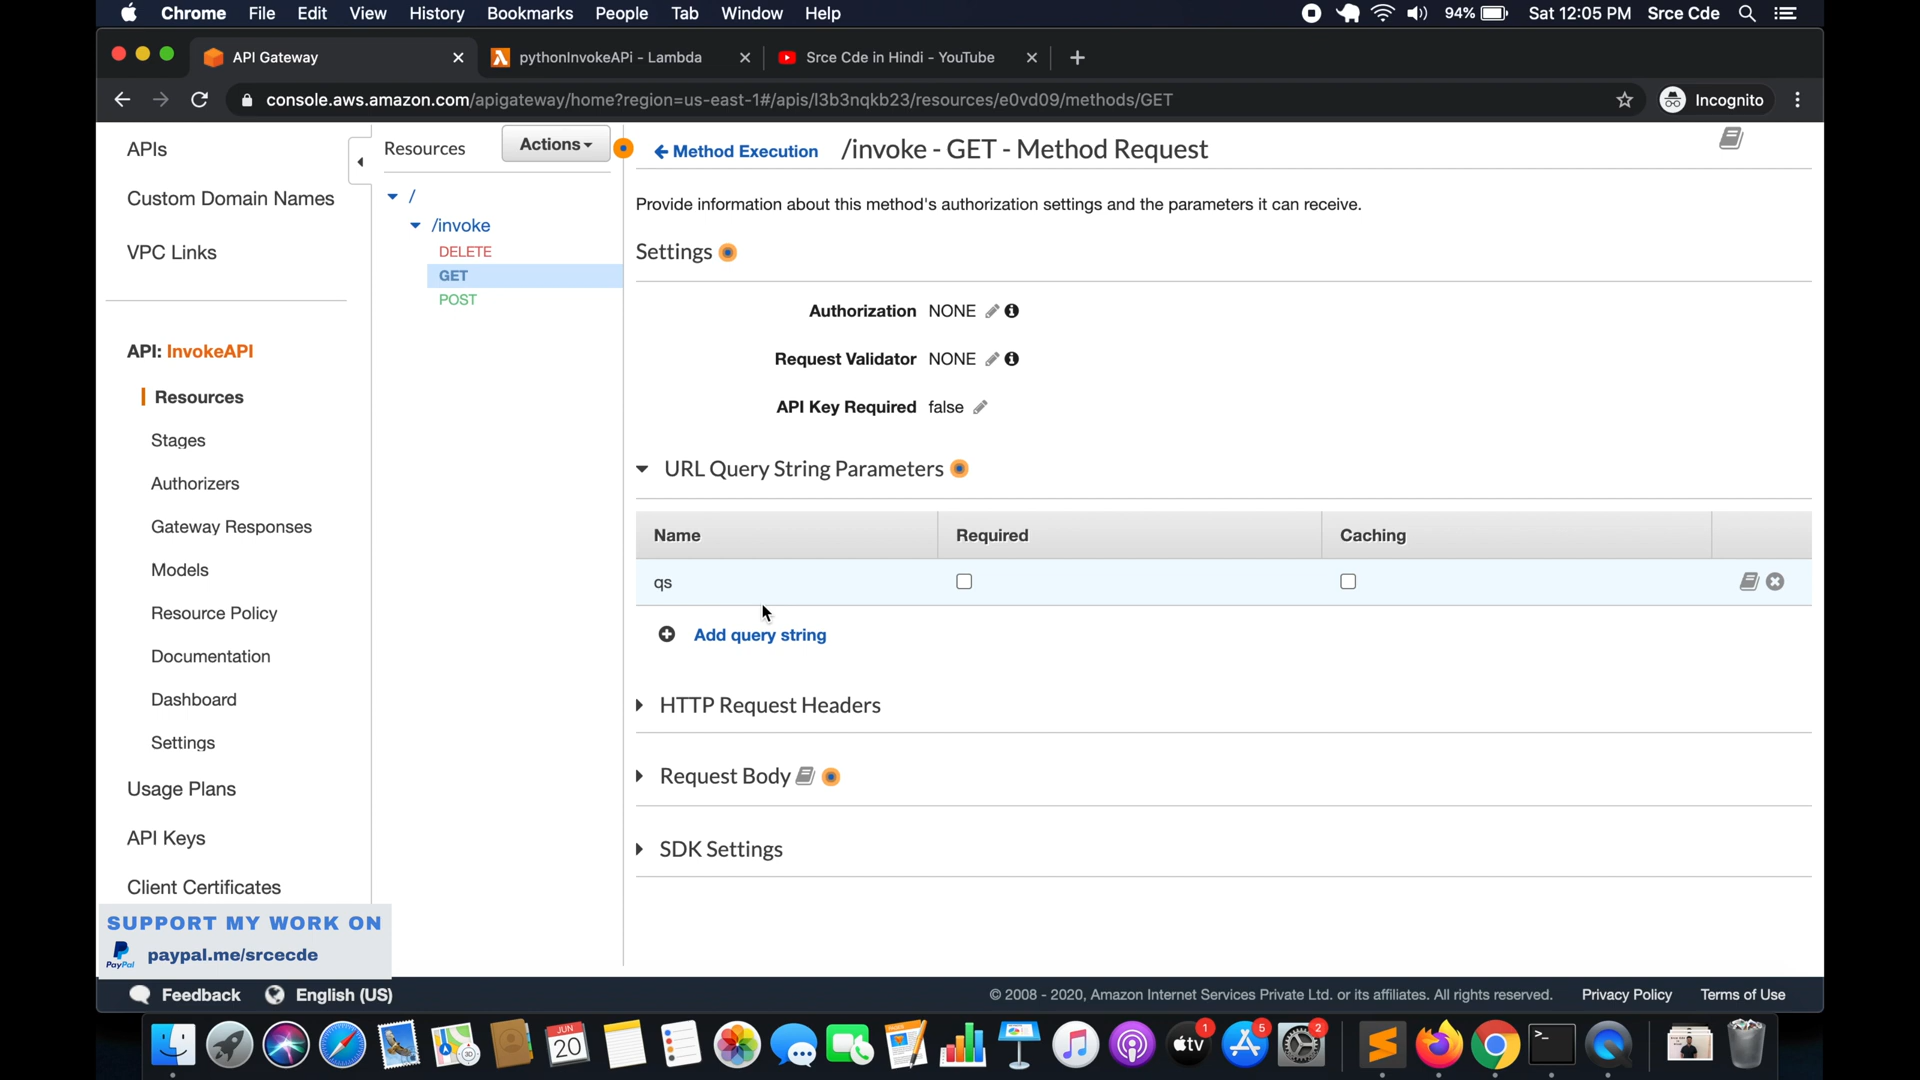 Chrome File Edit View History Bookmarks People Tab Window Help 94% Sat 12:05 PM Srce Cde
API Gateway pythonInvokeAPi - Lambda Srce Cde in Hindi - YouTube
console.aws.amazon.com/apigateway/home?region=us-east-1#/apis/l3b3nqkb23/resources/e0vd09/methods/GET Incognito
APIs
Custom Domain Names
VPC Links
API: InvokeAPI
Resources
Stages
Authorizers
Gateway Responses
Models
Resource Policy
Documentation
Dashboard
Settings
Usage Plans
API Keys
Client Certificates
SUPPORT MY WORK ON
PayPal paypal.me/srcecde
Resources Actions
/
/invoke
DELETE
GET
POST
Method Execution /invoke - GET - Method Request
Provide information about this method's authorization settings and the parameters it can receive.
Settings
Authorization NONE
Request Validator NONE
API Key Required false
URL Query String Parameters
Name Required Caching
qs
Add query string
HTTP Request Headers
Request Body
SDK Settings
Feedback English (US) © 2008 - 2020, Amazon Internet Services Private Ltd. or its affiliates. All rights reserved. Privacy Policy Terms of Use
JUN
20
3D
tv 1 5 2